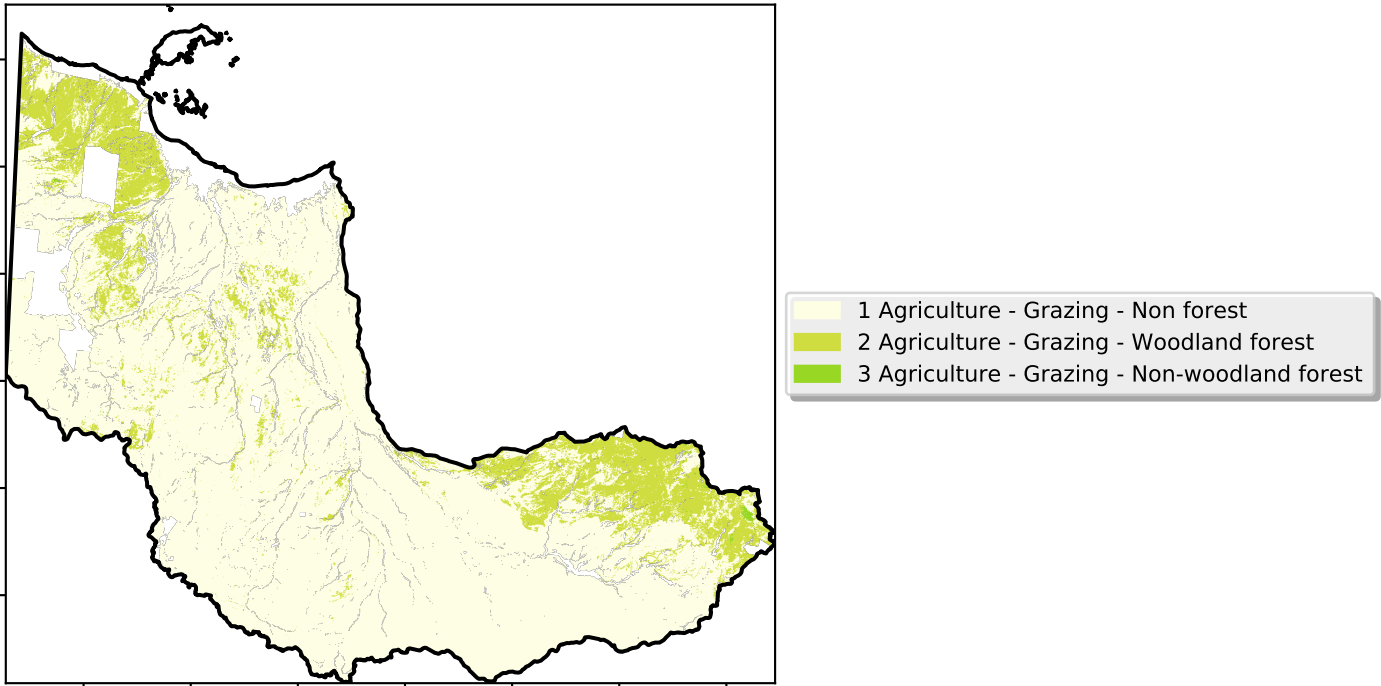 1 Agriculture - Grazing - Non forest
2 Agriculture - Grazing - Woodland forest
3 Agriculture - Grazing - Non-woodland forest